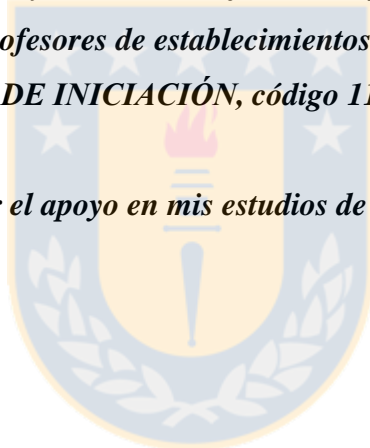 ofesores de establecimientos
DE INICIACIÓN, código 11
el apoyo en mis estudios de